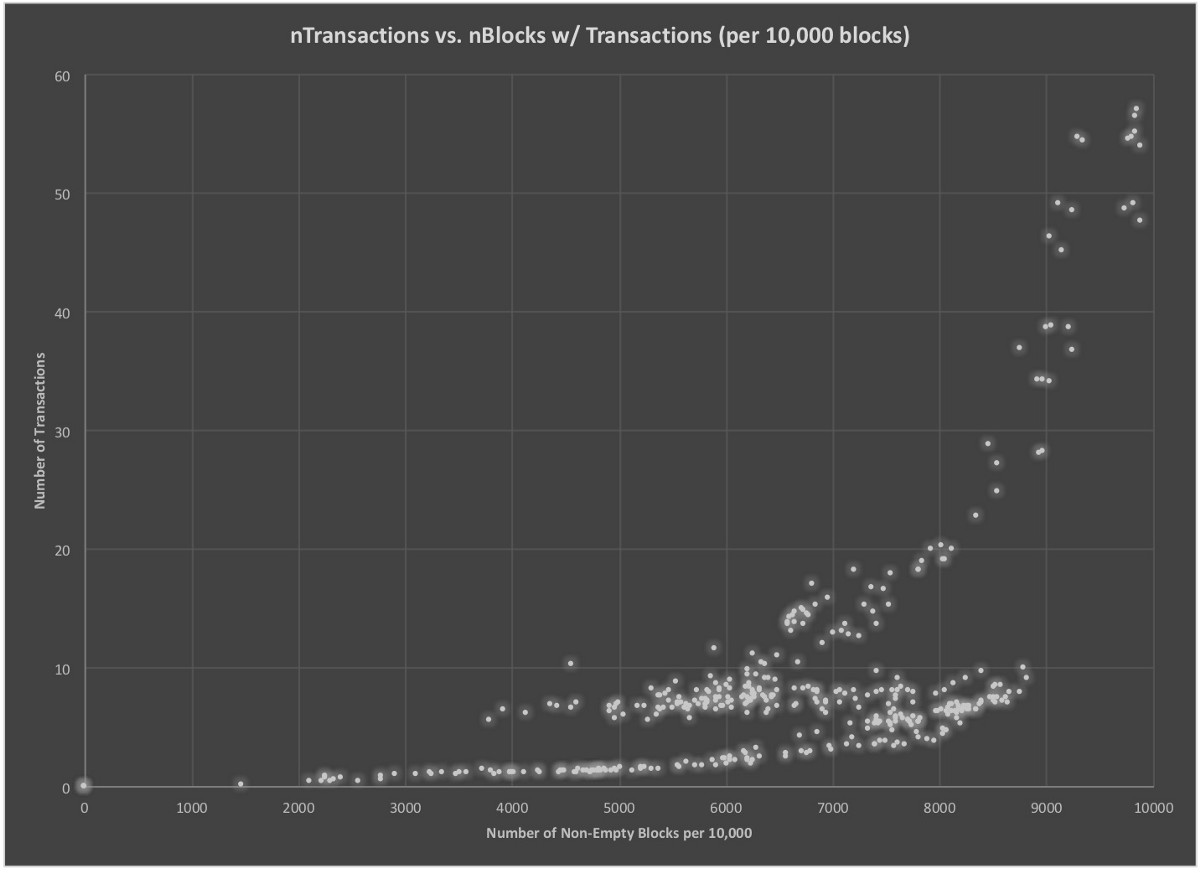 nTransactions vs. nBlocks w/ Transactions (per 10,000 blocks)
60
50
40
30
20
10
0
Number of Transactions
0 1000 2000 3000 4000 5000 6000 7000 8000 9000 10000
Number of Non-Empty Blocks per 10,000